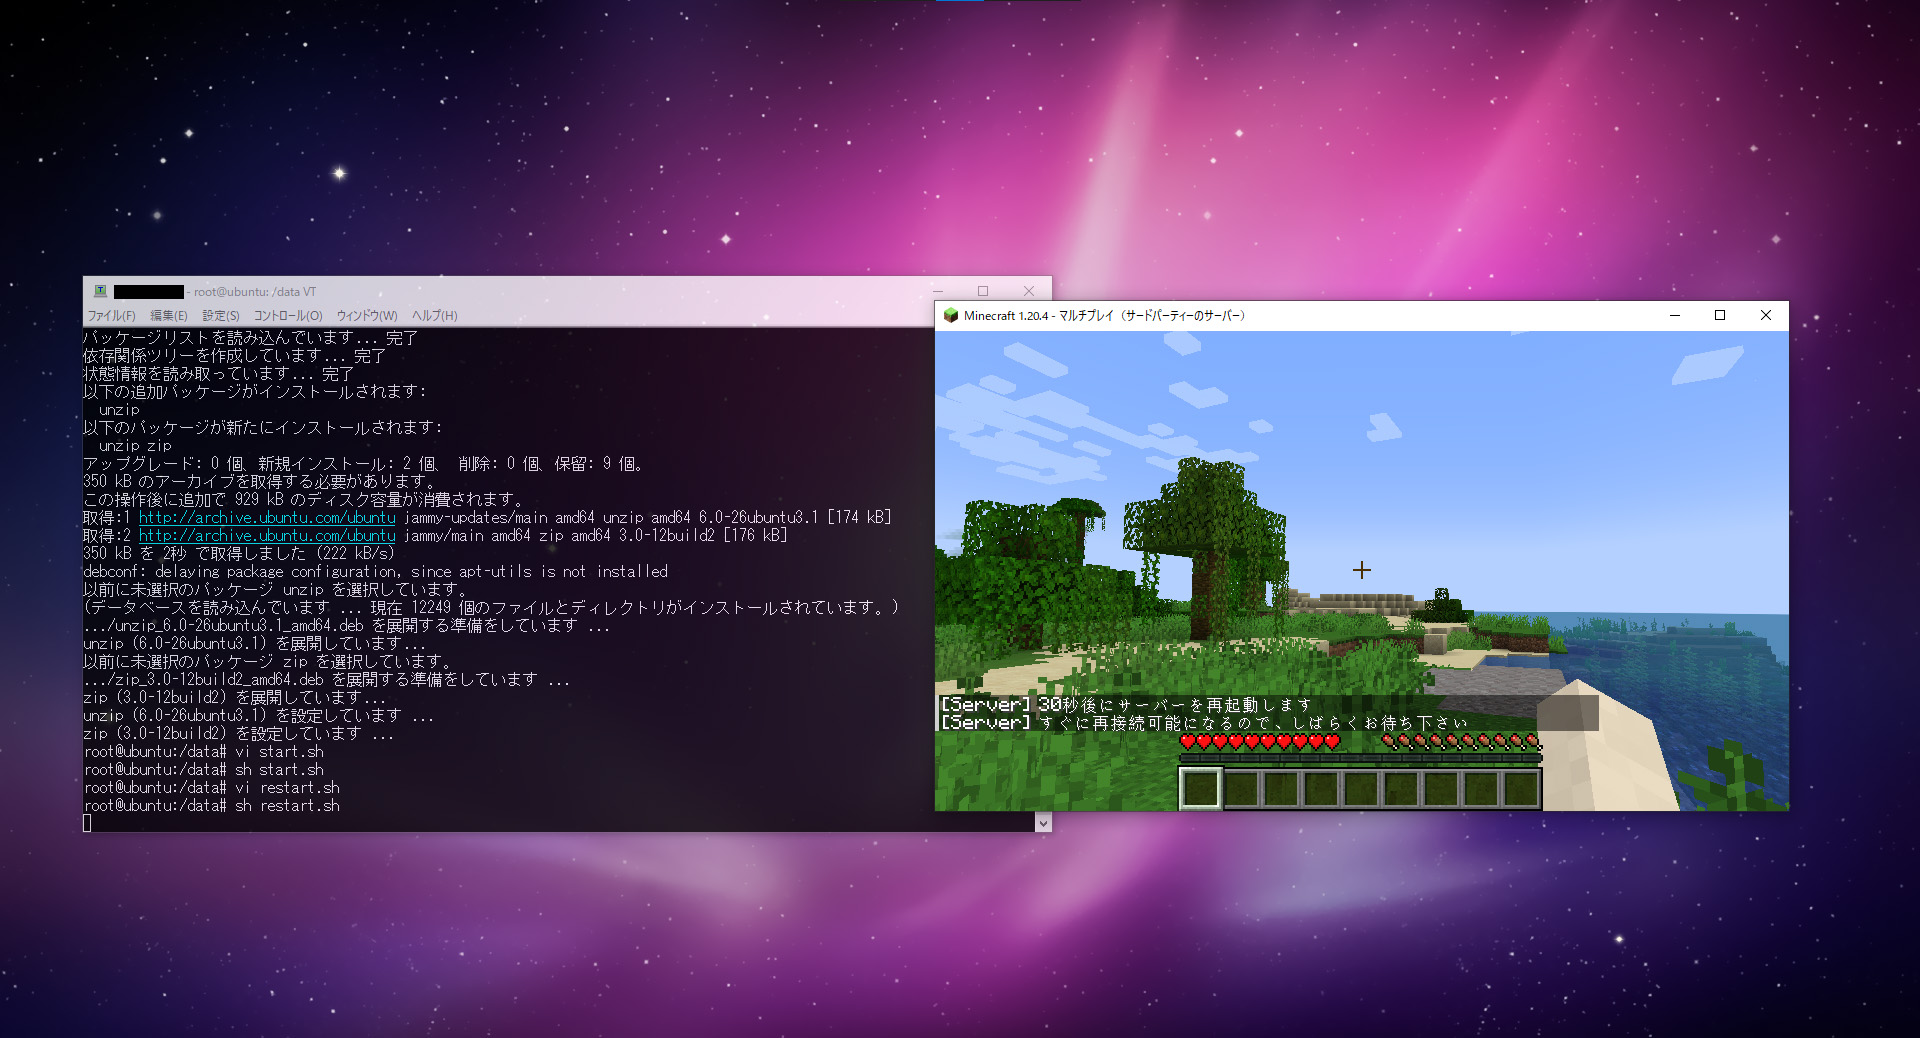 - root@ubuntu: /data VT
ファイル(F) 編集(E) 設定(S) コントロール(O) ウィンドウ(W) ヘルプ(H)
パッケージリストを読み込んでいます... 完了
依存関係ツリーを作成しています... 完了
状態情報を読み取っています... 完了
以下の追加パッケージがインストールされます:
unzip
以下のパッケージが新たにインストールされます:
unzip zip
アップグレード: 0 個、新規インストール: 2 個、 削除: 0 個、保留: 9 個。
350 kB のアーカイブを取得する必要があります。
この操作後に追加で 929 kB のディスク容量が消費されます。
取得:1 http://archive.ubuntu.com/ubuntu jammy-updates/main amd64 unzip amd64 6.0-26ubuntu3.1 [174 kB]
取得:2 http://archive.ubuntu.com/ubuntu jammy/main amd64 zip amd64 3.0-12build2 [176 kB]
350 kB を 2秒 で取得しました (222 kB/s)
debconf: delaying package configuration, since apt-utils is not installed
以前に未選択のパッケージ unzip を選択しています。
(データベースを読み込んでいます ... 現在 12249 個のファイルとディレクトリがインストールされています。)
.../unzip_6.0-26ubuntu3.1_amd64.deb を展開する準備をしています ...
unzip (6.0-26ubuntu3.1) を展開しています...
以前に未選択のパッケージ zip を選択しています。
.../zip_3.0-12build2_amd64.deb を展開する準備をしています ...
zip (3.0-12build2) を展開しています...
unzip (6.0-26ubuntu3.1) を設定しています ...
zip (3.0-12build2) を設定しています ...
root@ubuntu:/data# vi start.sh
root@ubuntu:/data# sh start.sh
root@ubuntu:/data# vi restart.sh
root@ubuntu:/data# sh restart.sh
Minecraft 1.20.4 - マルチプレイ（サードパーティーのサーバー）
[Server] 30秒後にサーバーを再起動します
[Server] すぐに再接続可能になるので、しばらくお待ち下さい